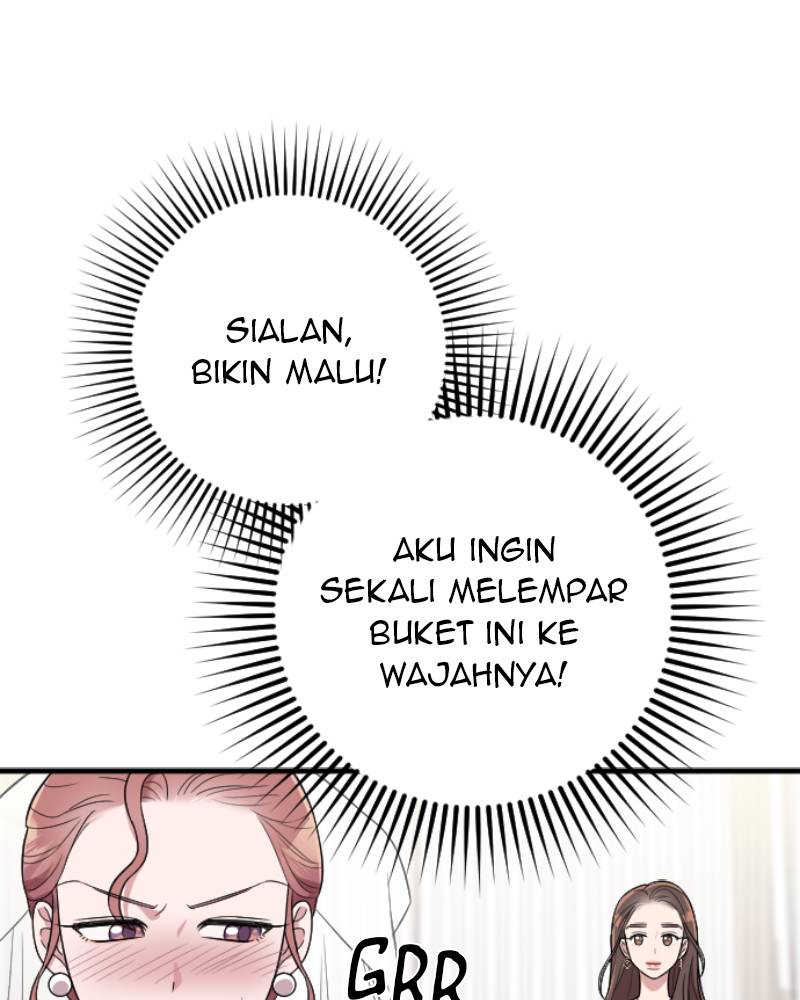 SIALAN,
BIKIN MALU!
AKU INGIN
SEKALI MELEMPAR
BUKET INI KE
WAJAHNYA!
GRR